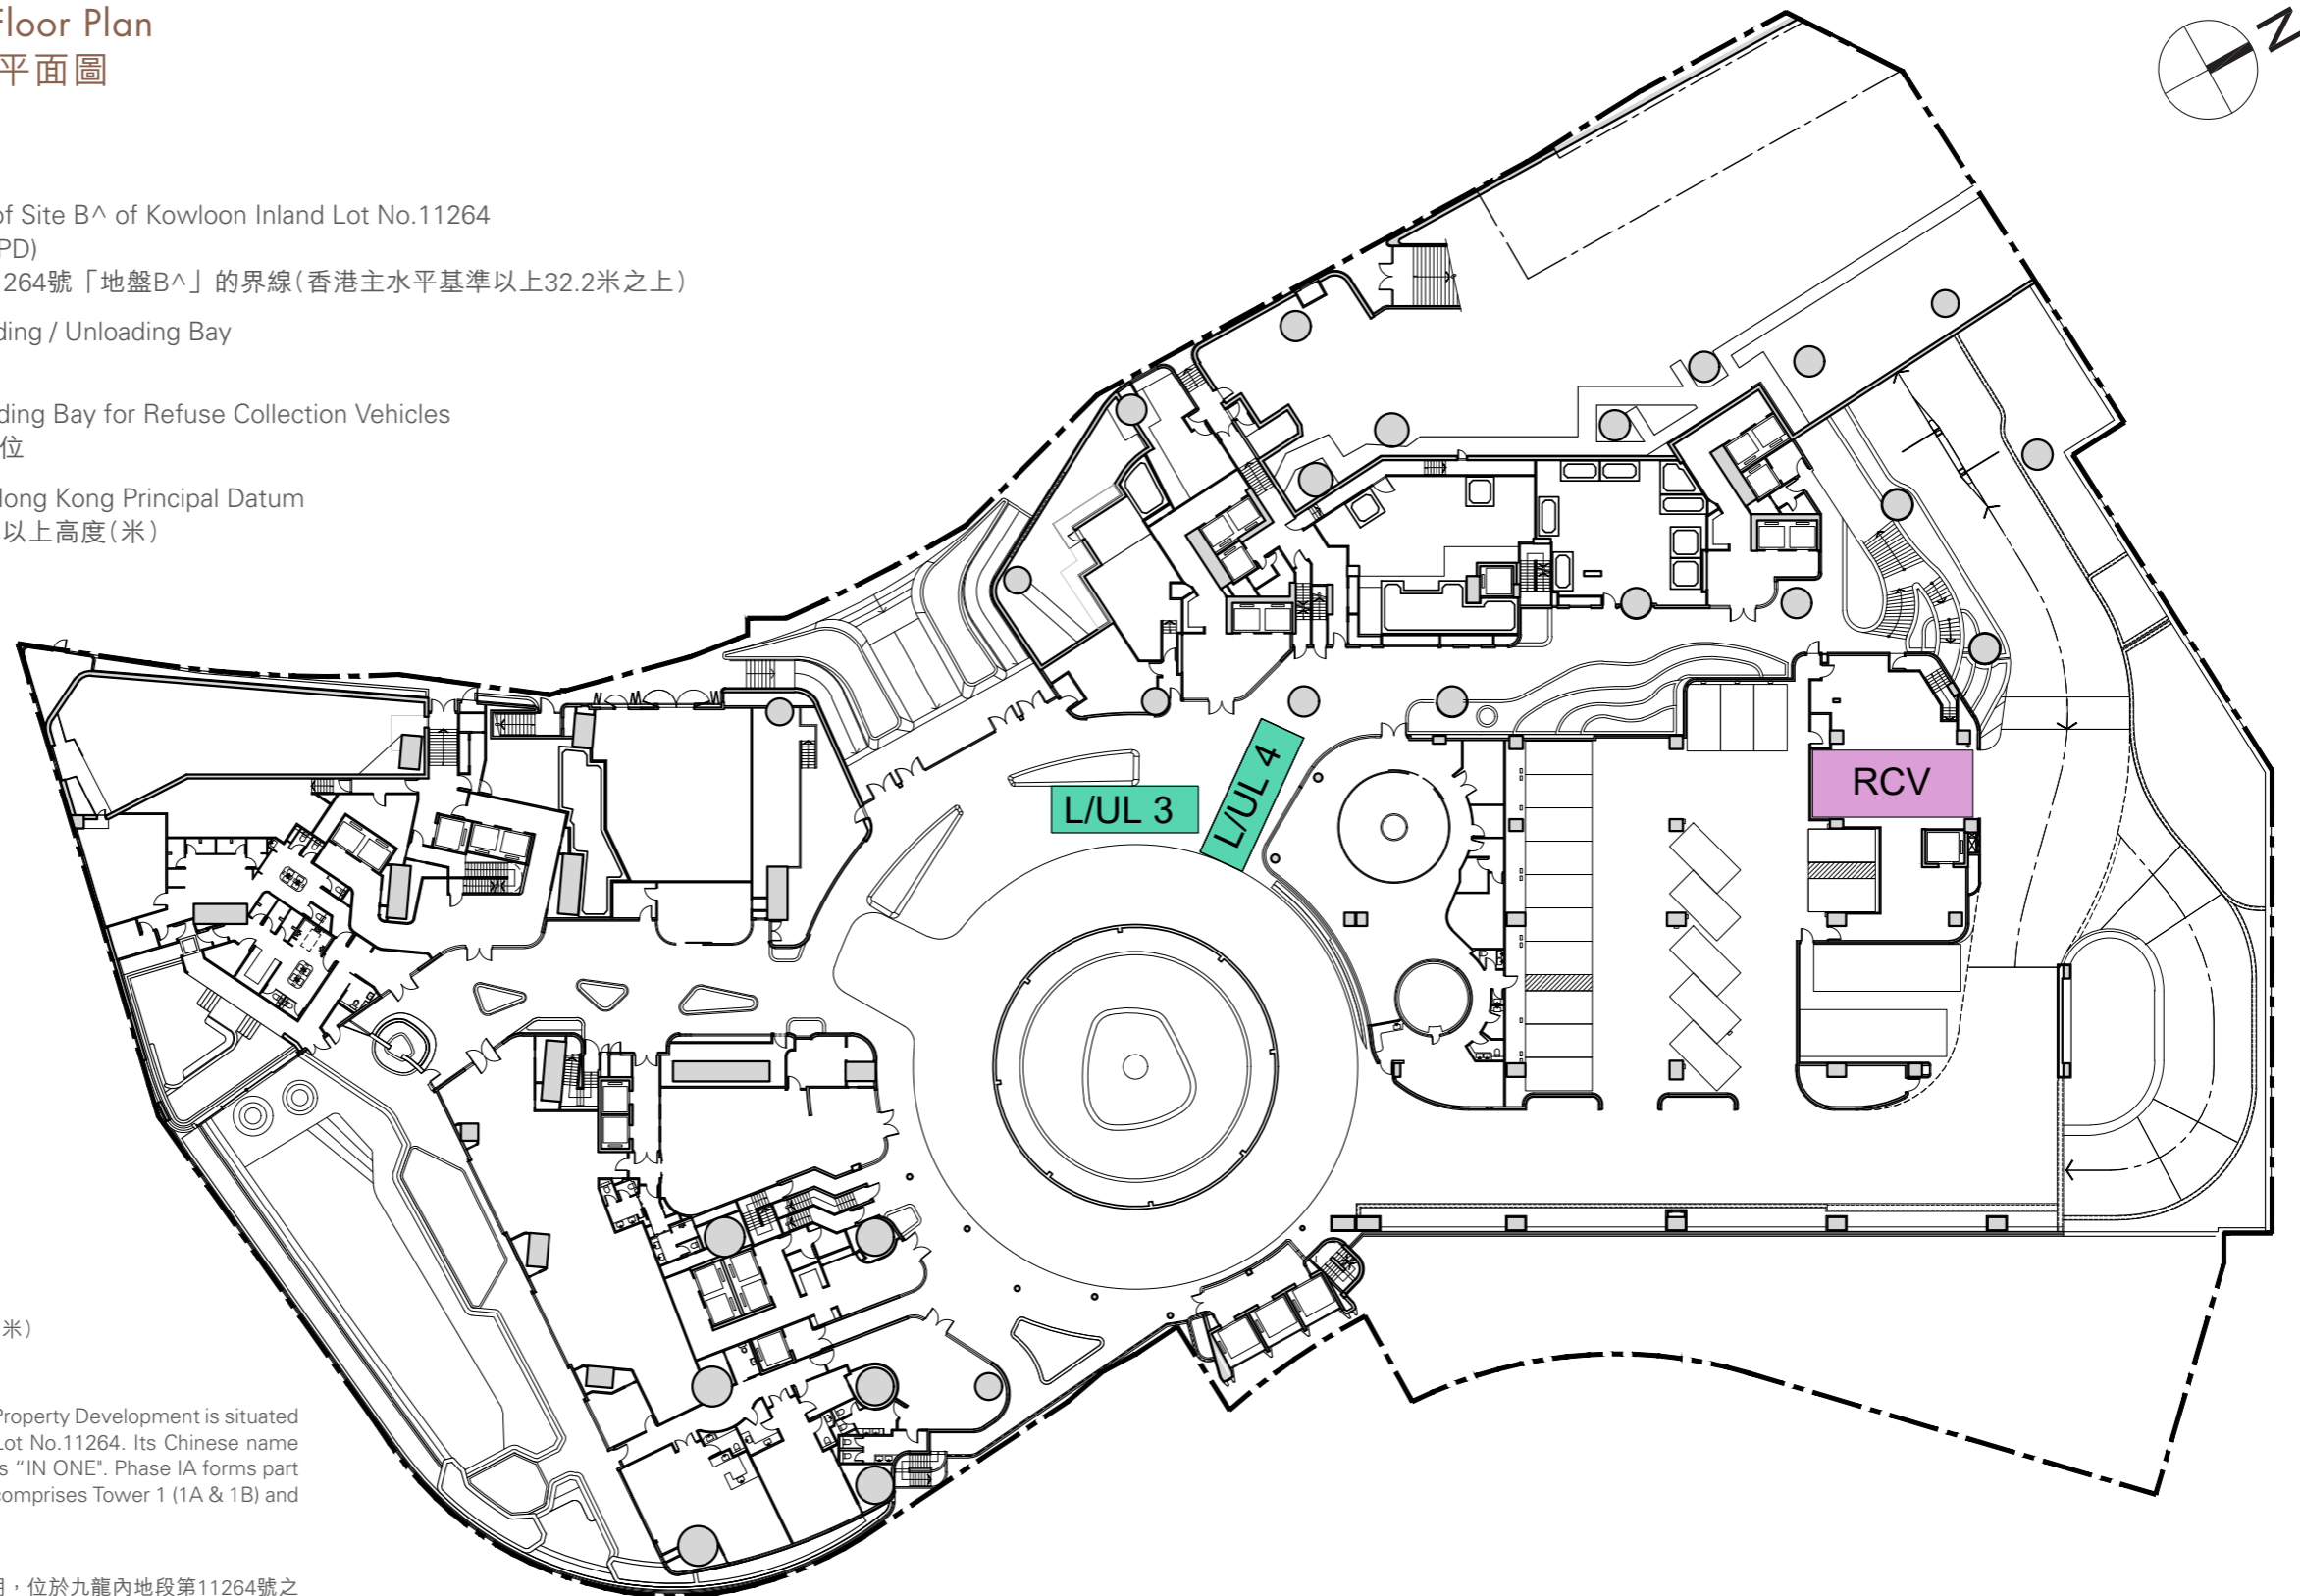 Floor Plan
平面圖
N
of Site B^ of Kowloon Inland Lot No.11264
PD)
264號「地盤B^」的界線(香港主水平基準以上32.2米之上)
ding / Unloading Bay
ding Bay for Refuse Collection Vehicles
位
Hong Kong Principal Datum
以上高度(米)
L/UL 3
L/UL 4
RCV
米)
Property Development is situated
Lot No.11264. Its Chinese name
s “IN ONE". Phase IA forms part
comprises Tower 1 (1A & 1B) and
期，位於九龍內地段第11264號之